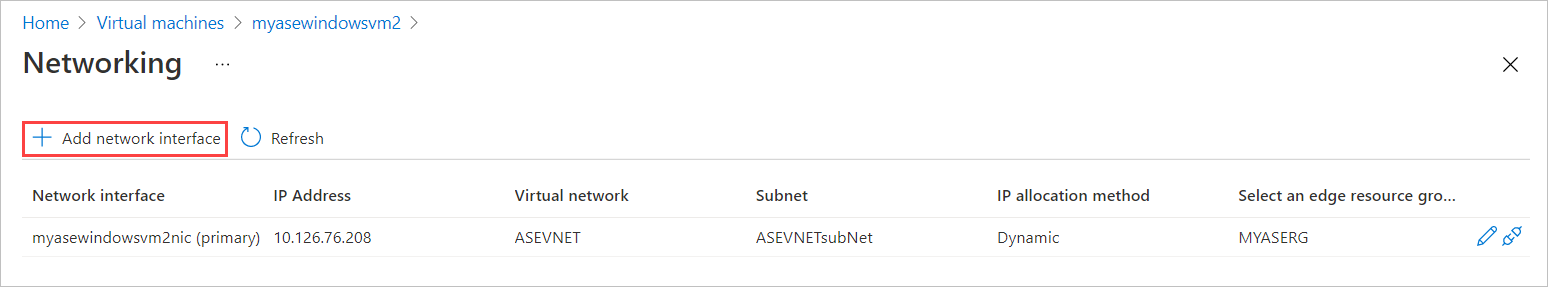 Home > Virtual machines > myasewindowsvm2 >
Networking ...
Add network interface Refresh
Network interface IP Address Virtual network Subnet IP allocation method Select an edge resource gro...
myasewindowsvm2nic (primary) 10.126.76.208 ASEVNET ASEVNETsubNet Dynamic MYASERG